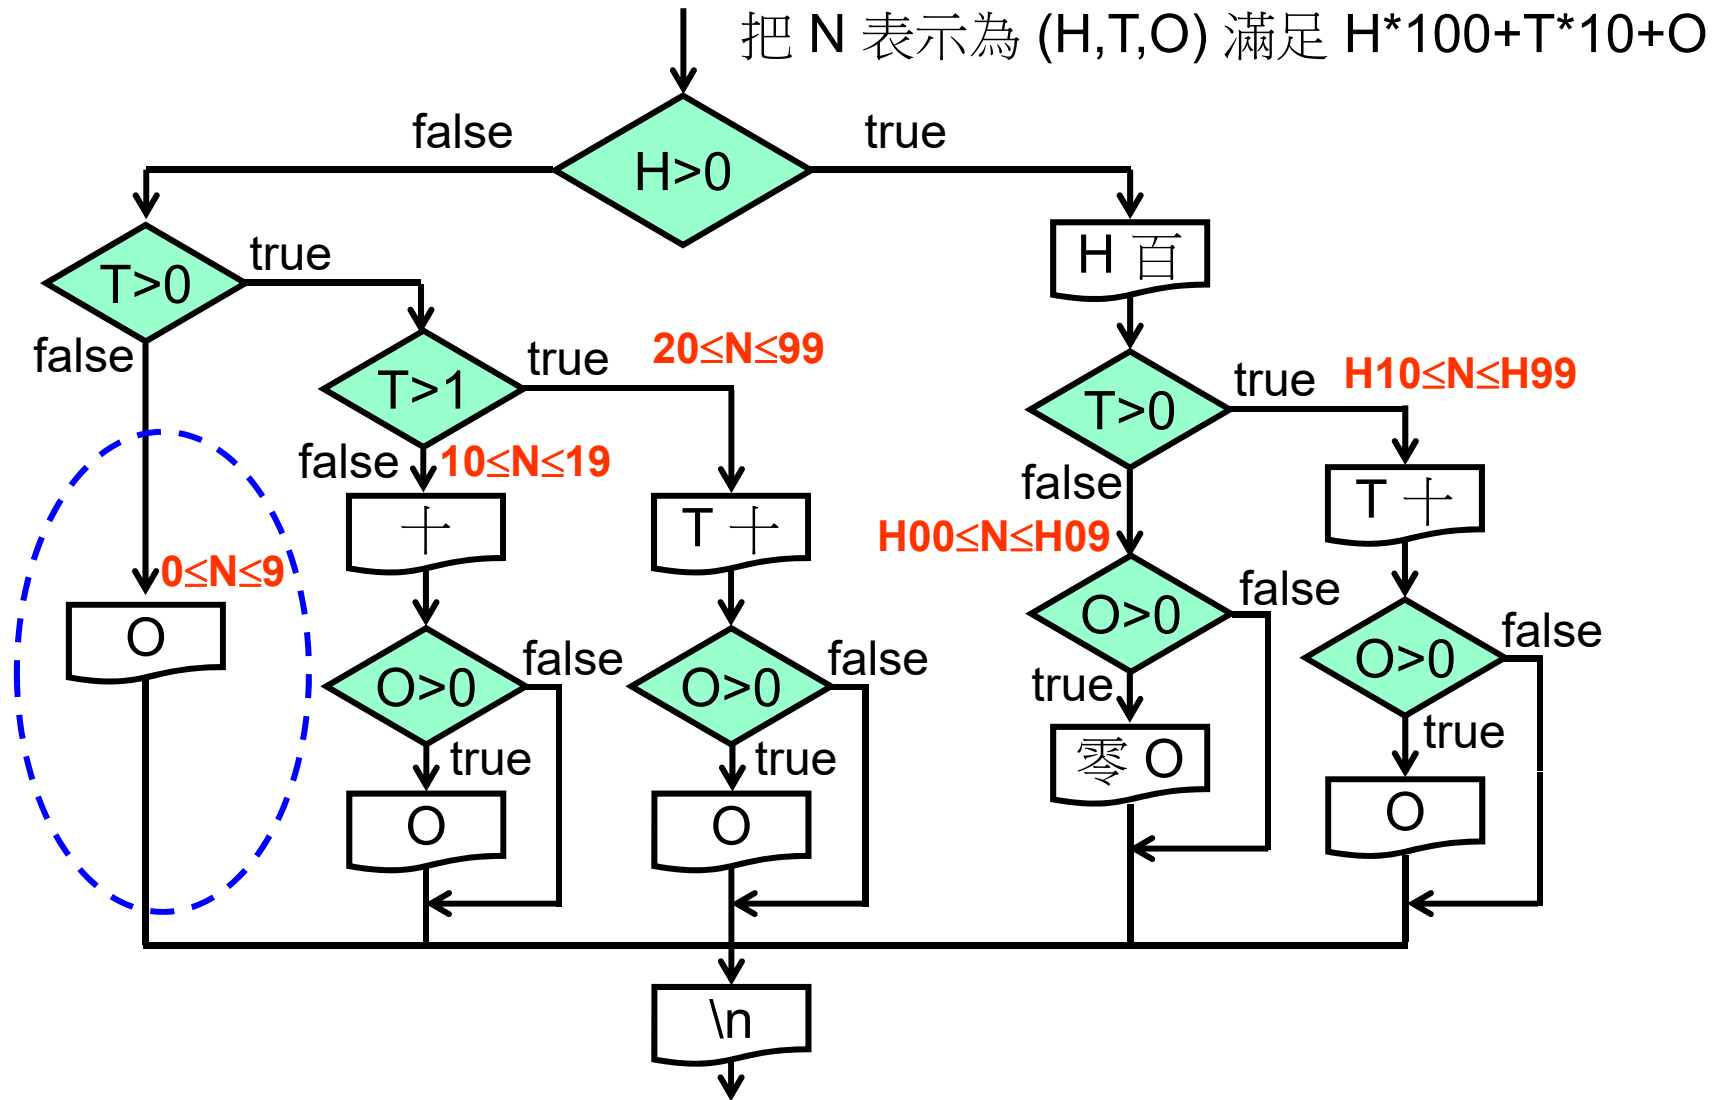 把 N 表示為 (H,T,O) 滿足 H*100+T*10+O
false
true
H>0
T>0
true
H 百
false
T>1
true
20≤N≤99
T>0
true
H10≤N≤H99
false
10≤N≤19
false
T 十
十
T 十
H00≤N≤H09
0≤N≤9
O>0
false
O
O>0
false
O>0
false
true
O>0
false
true
true
零 O
true
O
O
O
\n